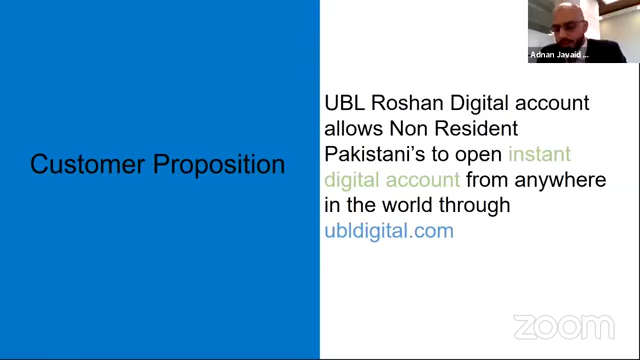 Adnan Javaid ...
UBL Roshan Digital account
allows Non Resident
Pakistani's to open instant
digital account from anywhere
in the world through
ubldigital.com
Customer Proposition
zoom